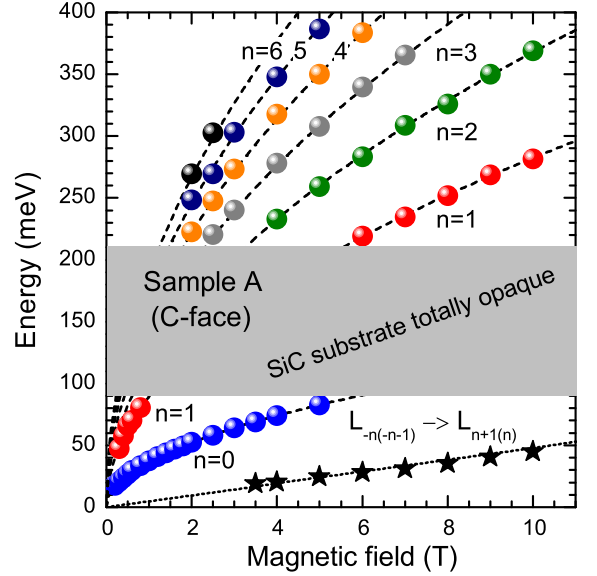 400
350
300
250
200
150
100
50
0
Energy (meV)
n=6 5 4
n=3
n=2
n=1
Sample A
(C-face)
SiC substrate totally opaque
n=1
n=0
L-n(-n-1) −> Ln+1(n)
0 2 4 6 8 10
Magnetic field (T)